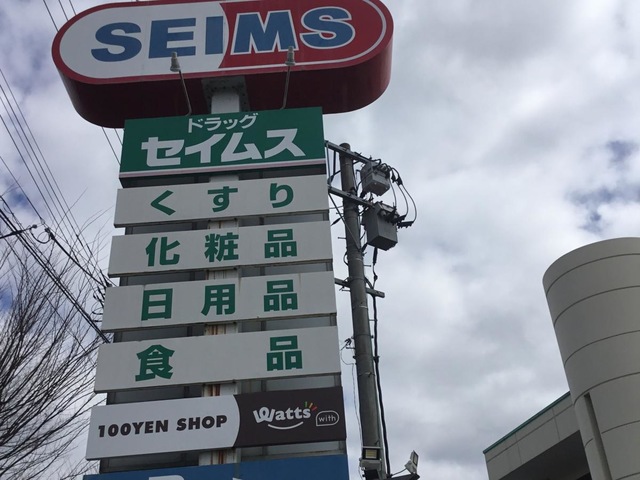 SEIMS
ドラッグ
セイムス
くすり
化粧品
日用品
食品
100YEN SHOP Watts with